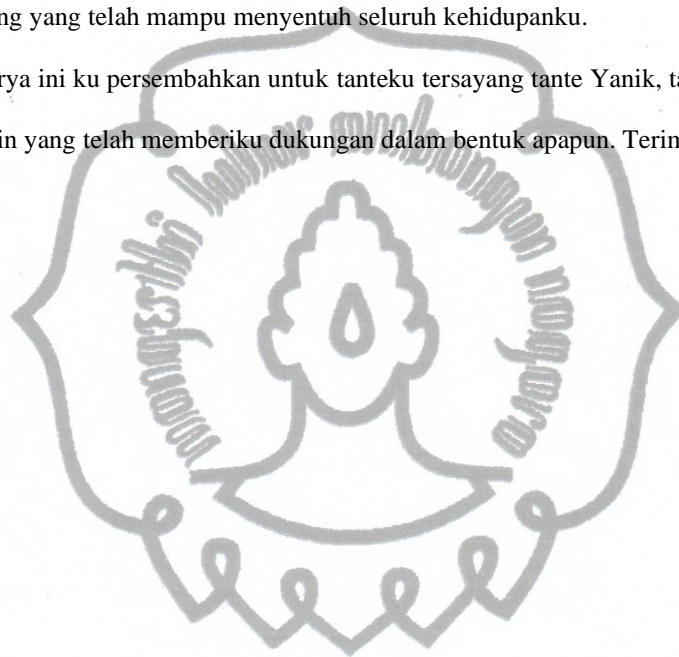 ng yang telah mampu menyentuh seluruh kehidupanku.
rya ini ku persembahkan untuk tanteku tersayang tante Yanik, ta
in yang telah memberiku dukungan dalam bentuk apapun. Terin